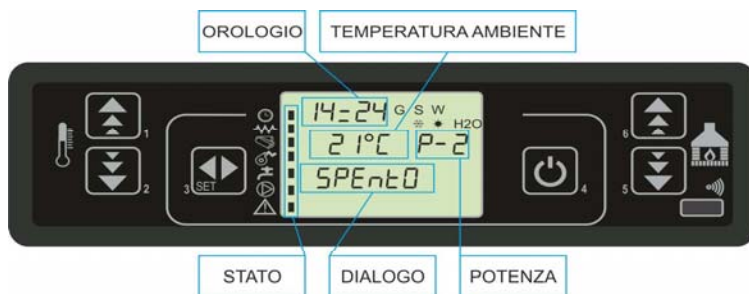 OROLOGIO TEMPERATURA AMBIENTE
14=24 G S W
H2O
1 21°C P-2 6
2 3 SET SPEntO 4 5
STATO DIALOGO POTENZA